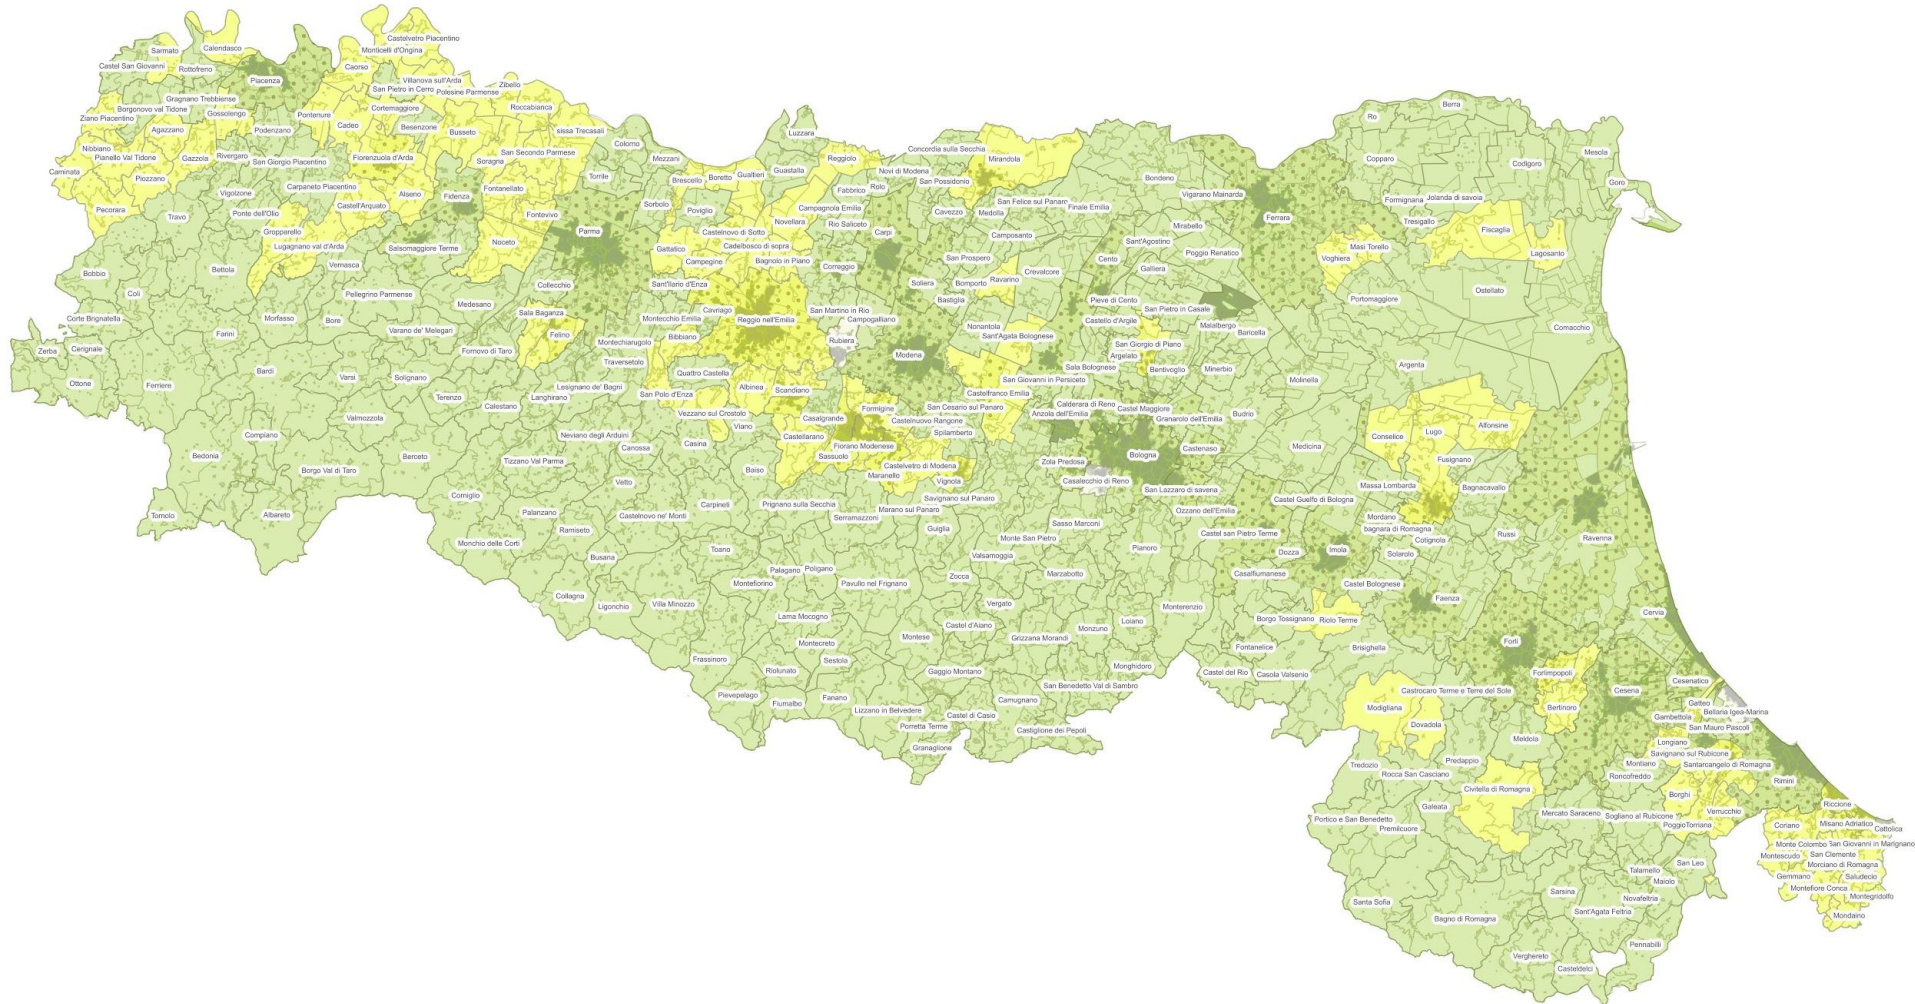 Castelvetro Piacentino
Calendasco
Monticelli d'Ongina
Sarmato
Castel San Giovanni
Rottofreno
Caorso
Piacenza
Villanova sull'Arda
Zibello
San Pietro in Cerro
Polesine Parmense
Gragnano Trebbiense
Borgonovo val Tidone
Cortemaggiore
Roccabianca
Berra
Ziano Piacentino
Gossolengo
Pontenure
Ro
Agazzano
Podenzano
Cadeo
Besenzone
Busseto
sissa Trecasali
Luzzara
Colorno
Nibbiano
Pianello Val Tidone
Gazzola
Rivergaro
San Giorgio Piacentino
Fiorenzuola d'Arda
Soragna
San Secondo Parmese
Mezzani
Reggiolo
Concordia sulla Secchia
Mirandola
Copparo
Codigoro
Mesola
Caminata
Piozzano
Torrile
Brescello
Boretto
Gualtieri
Guastalla
Novi di Modena
San Possidonio
Bondeno
Goro
Vigolzone
Carpaneto Piacentino
Alseno
Fidenza
Fontanellato
Fabbrico
Rolo
Vigarano Mainarda
Formignana
Jolanda di savoia
Pecorara
Travo
Ponte dell'Olio
Castell'Arquato
Fontevivo
Sorbolo
Poviglio
Campagnola Emilia
Cavezzo
Medolla
San Felice sul Panaro
Finale Emilia
Ferrara
Tresigallo
Gropparello
Parma
Castelnovo di Sotto
Novellara
Rio Saliceto
Carpi
Camposanto
Mirabello
Fiscaglia
Salsomaggiore Terme
Noceto
Gattatico
Cadelbosco di sopra
Sant'Agostino
Masi Torello
Lugagnano val d'Arda
Vernasca
Campegine
Bagnolo in Piano
Correggio
San Prospero
Cento
Poggio Renatico
Voghiera
Lagosanto
Bobbio
Bettola
Galliera
Crevalcore
Collecchio
Sant'Ilario d'Enza
Soliera
Bomporto
Ravarino
Coli
Pellegrino Parmense
Medesano
Bastiglia
Pieve di Cento
Portomaggiore
Ostellato
Corte Brignatella
Morfasso
Bore
Sala Baganza
Montecchio Emilia
Cavriago
San Martino in Rio
San Pietro in Casale
Farini
Varano de' Melegari
Reggio nell'Emilia
Campogalliano
Nonantola
Castello d'Argile
Malalbergo
Comacchio
Felino
Bibbiano
Rubiera
Sant'Agata Bolognese
Baricella
Zerba
Cerignale
Fornovo di Taro
Montechiarugolo
San Giorgio di Piano
Traversetolo
Modena
Argelato
Bardi
Quattro Castella
Sala Bolognese
Bentivoglio
Minerbio
Argenta
Ottone
Ferriere
Varsi
Solignano
Lesignano de' Bagni
Albinea
Scandiano
San Giovanni in Persiceto
Molinella
Terenzo
Langhirano
San Polo d'Enza
Castelfranco Emilia
Calestano
Vezzano sul Crostolo
Formigine
San Cesario sul Panaro
Calderara di Reno
Castel Maggiore
Valmozzola
Casalgrande
Castelnuovo Rangone
Anzola dell'Emilia
Granarolo dell'Emilia
Budrio
Viano
Spilamberto
Alfonsine
Compiano
Neviano degli Arduini
Casina
Castellarano
Fiorano Modenese
Conselice
Lugo
Canossa
Medicina
Bedonia
Berceto
Sassuolo
Bologna
Castenaso
Tizzano Val Parma
Castelvetro di Modena
Zola Predosa
Fusignano
Borgo Val di Taro
Baiso
Maranello
Vignola
Casalecchio di Reno
Vetto
San Lazzaro di savena
Massa Lombarda
Bagnacavallo
Corniglio
Carpineti
Prignano sulla Secchia
Savignano sul Panaro
Castel Guelfo di Bologna
Tornolo
Albareto
Palanzano
Castelnovo ne' Monti
Serramazzoni
Marano sul Panaro
Ozzano dell'Emilia
Mordano
Ramiseto
Guiglia
Sasso Marconi
bagnara di Romagna
Monte San Pietro
Castel san Pietro Terme
Cotignola
Russi
Ravenna
Monchio delle Corti
Toano
Pianoro
Dozza
Imola
Solarolo
Busana
Valsamoggia
Palagano
Poligano
Zocca
Marzabotto
Casalfiumanese
Castel Bolognese
Montefiorino
Pavullo nel Frignano
Collagna
Ligonchio
Villa Minozzo
Vergato
Monterenzio
Faenza
Lama Mocogno
Loiano
Borgo Tossignano
Riolo Terme
Cervia
Castel d'Aiano
Monzuno
Montecreto
Montese
Grizzana Morandi
Fontanelice
Brisighella
Forlì
Frassinoro
Sestola
Riolunato
Gaggio Montano
Monghidoro
Castel del Rio
Casola Valsenio
Forlimpopoli
Cesenatico
San Benedetto Val di Sambro
Castrocaro Terme e Terre del Sole
Cesena
Pievepelago
Fiumalbo
Fanano
Camugnano
Modigliana
Bertinoro
Gatteo
Lizzano in Belvedere
Castel di Casio
Bellaria Igea-Marina
Gambettola
Dovadola
San Mauro Pascoli
Porretta Terme
Castiglione dei Pepoli
Meldola
Longiano
Granaglione
Savignano sul Rubicone
Tredozio
Predappio
Montiano
Santarcangelo di Romagna
Rocca San Casciano
Roncofreddo
Rimini
Civitella di Romagna
Borghi
Galeata
Riccione
Verrucchio
Portico e San Benedetto
Mercato Saraceno
Sogliano al Rubicone
Premilcuore
PoggioTorriana
Coriano
Misano Adriatico
Cattolica
Monte Colombo
San Giovanni in Marignano
Montescudo
San Clemente
San Leo
Morciano di Romagna
Talamello
Gemmano
Saludecio
Maiolo
Montefiore Conca
Sarsina
Montegridolfo
Santa Sofia
Novafeltria
Sant'Agata Feltria
Mondaino
Bagno di Romagna
Pennabilli
Verghereto
Casteldelci